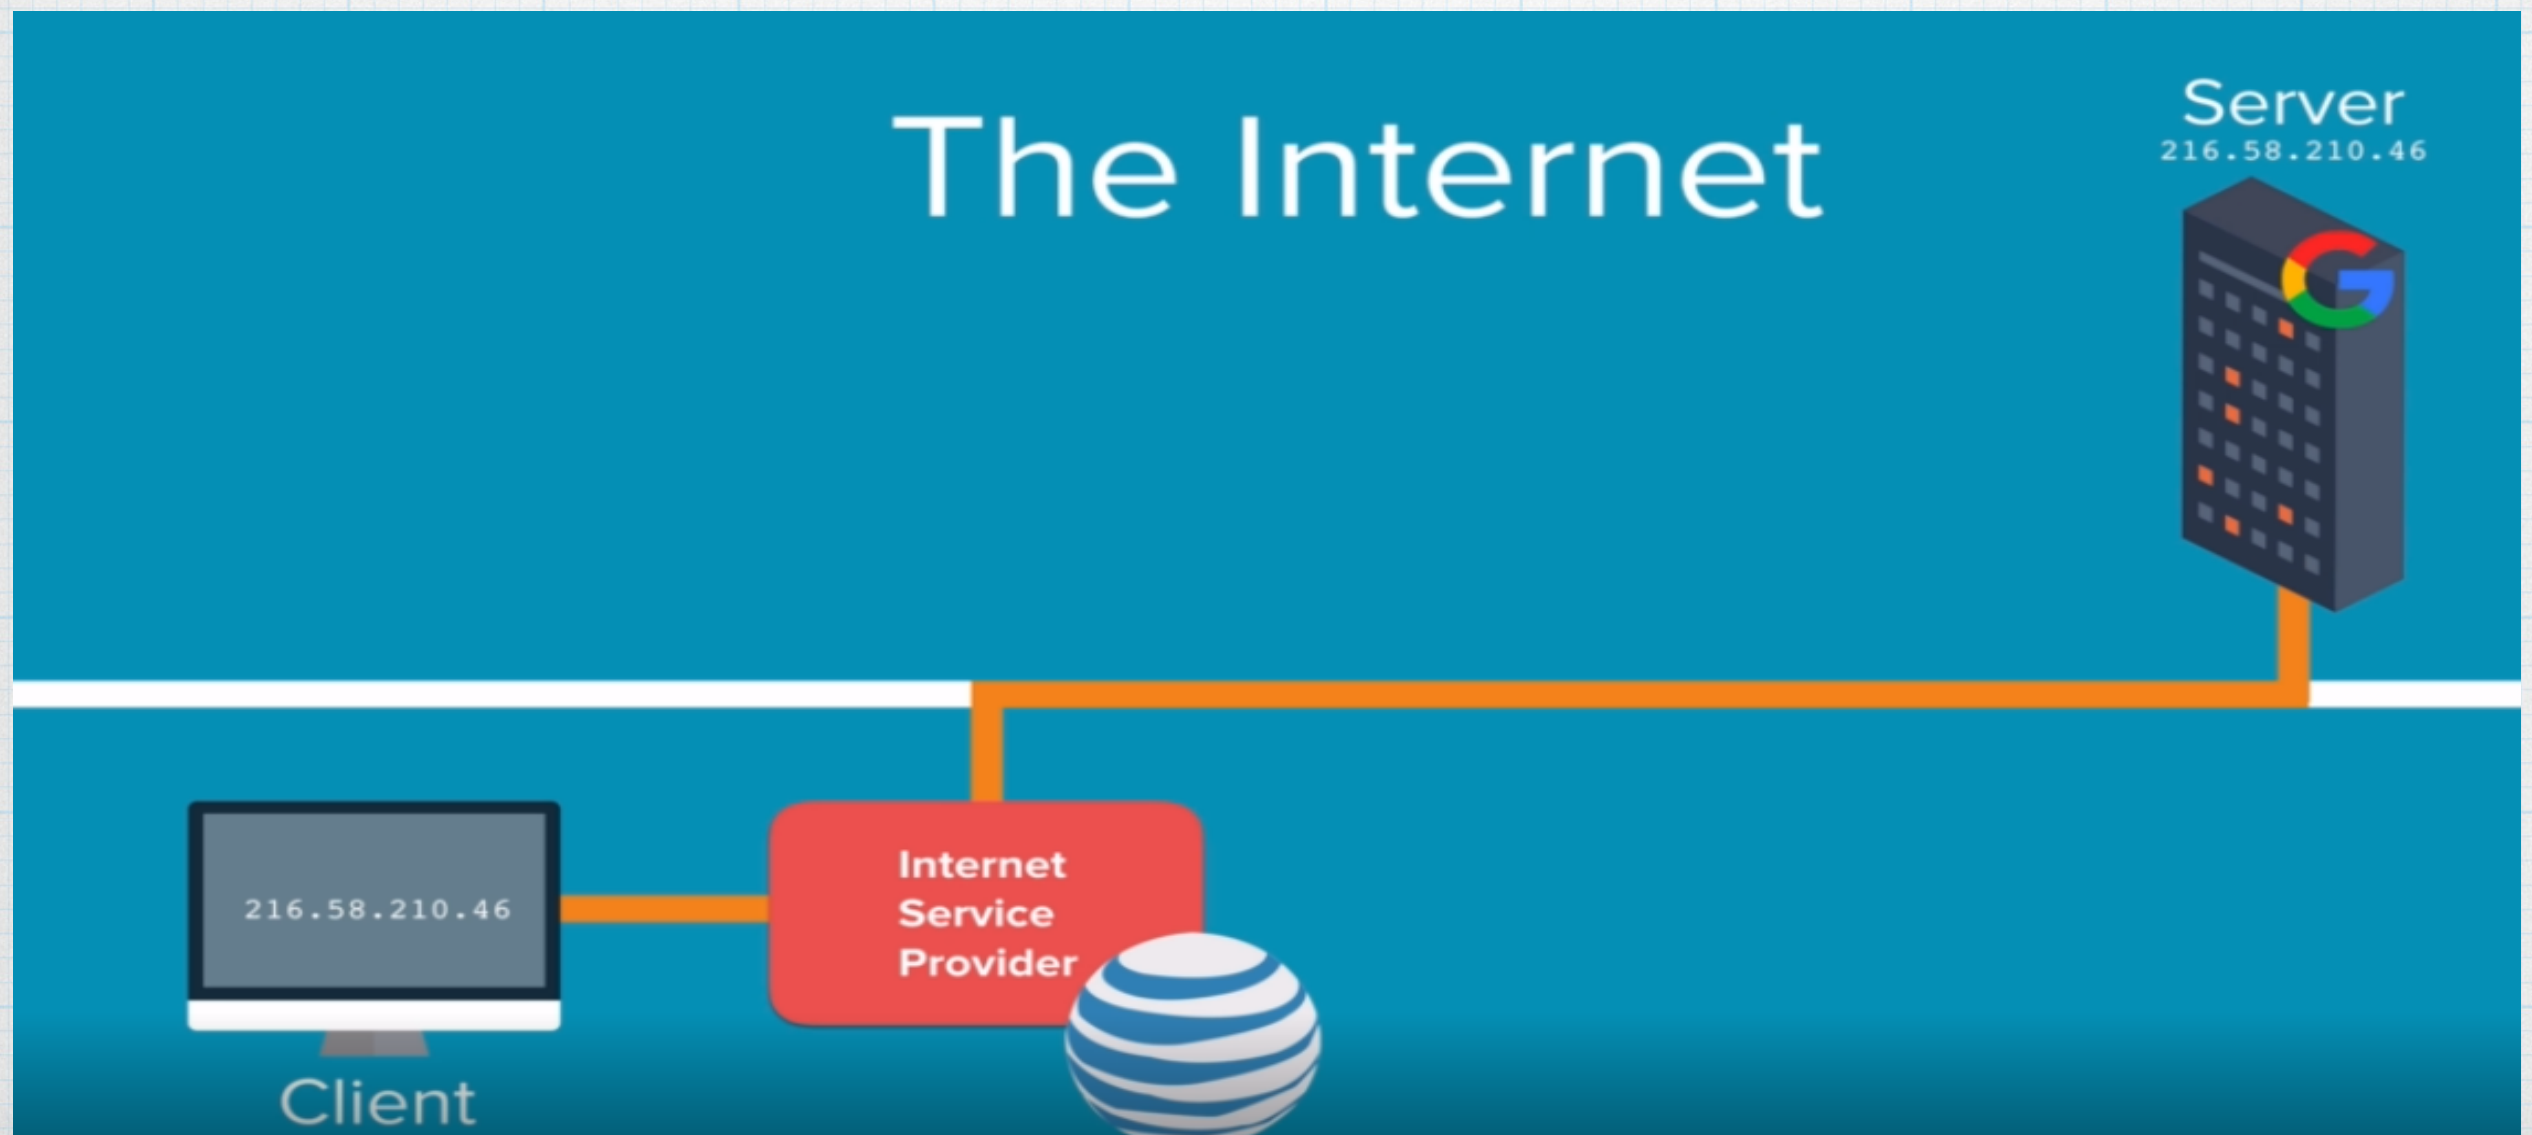 The Internet
Server
216.58.210.46
216.58.210.46
Internet
Service
Provider
Client